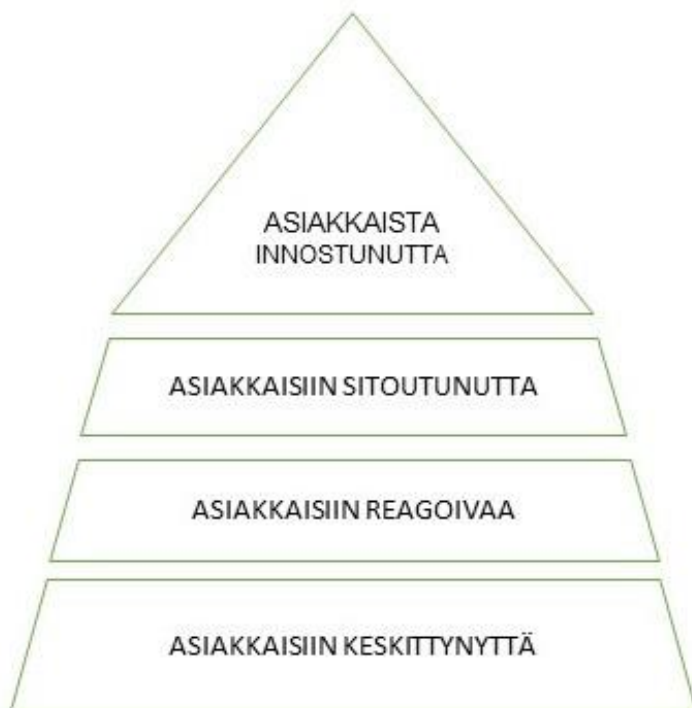 ASIAKKAISTA
INNOSTUNUTTA
ASIAKKAISIIN SITOUTUNUTTA
ASIAKKAISIIN REAGOIVAA
ASIAKKAISIIN KESKITTYNYTTÄ